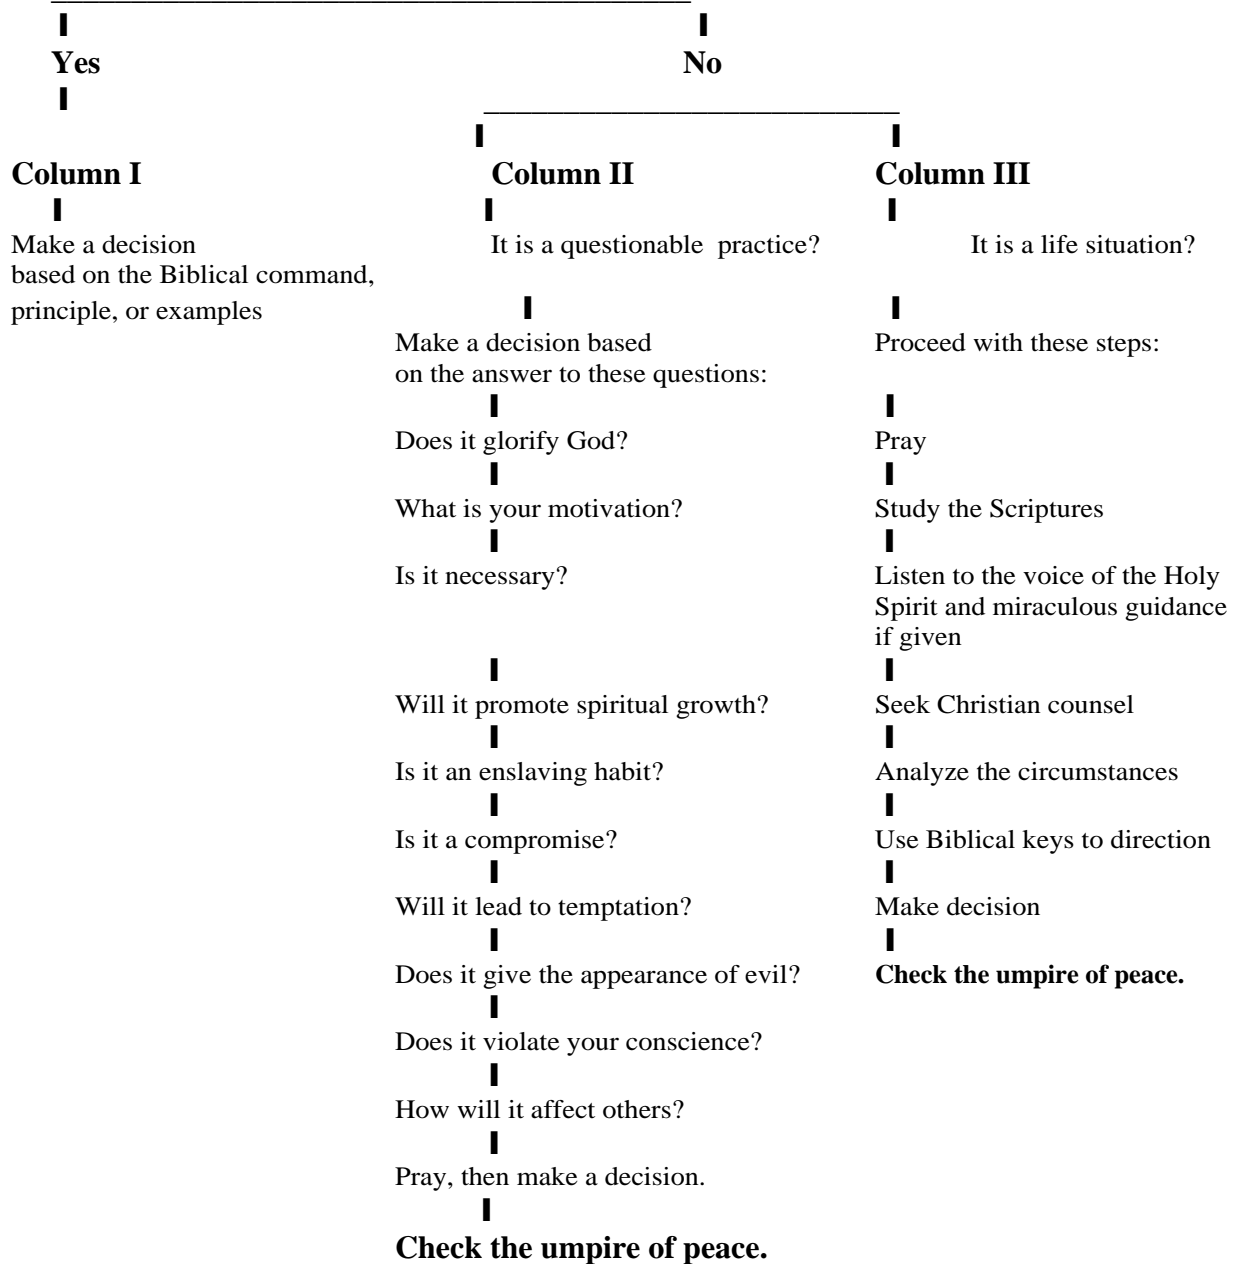 Yes No
Column I Column II Column III
Make a decision It is a questionable practice? It is a life situation?
based on the Biblical command,
principle, or examples
Make a decision based Proceed with these steps:
on the answer to these questions:
Does it glorify God? Pray
What is your motivation? Study the Scriptures
Is it necessary? Listen to the voice of the Holy
Spirit and miraculous guidance
if given
Will it promote spiritual growth? Seek Christian counsel
Is it an enslaving habit? Analyze the circumstances
Is it a compromise? Use Biblical keys to direction
Will it lead to temptation? Make decision
Does it give the appearance of evil? Check the umpire of peace.
Does it violate your conscience?
How will it affect others?
Pray, then make a decision.
Check the umpire of peace.